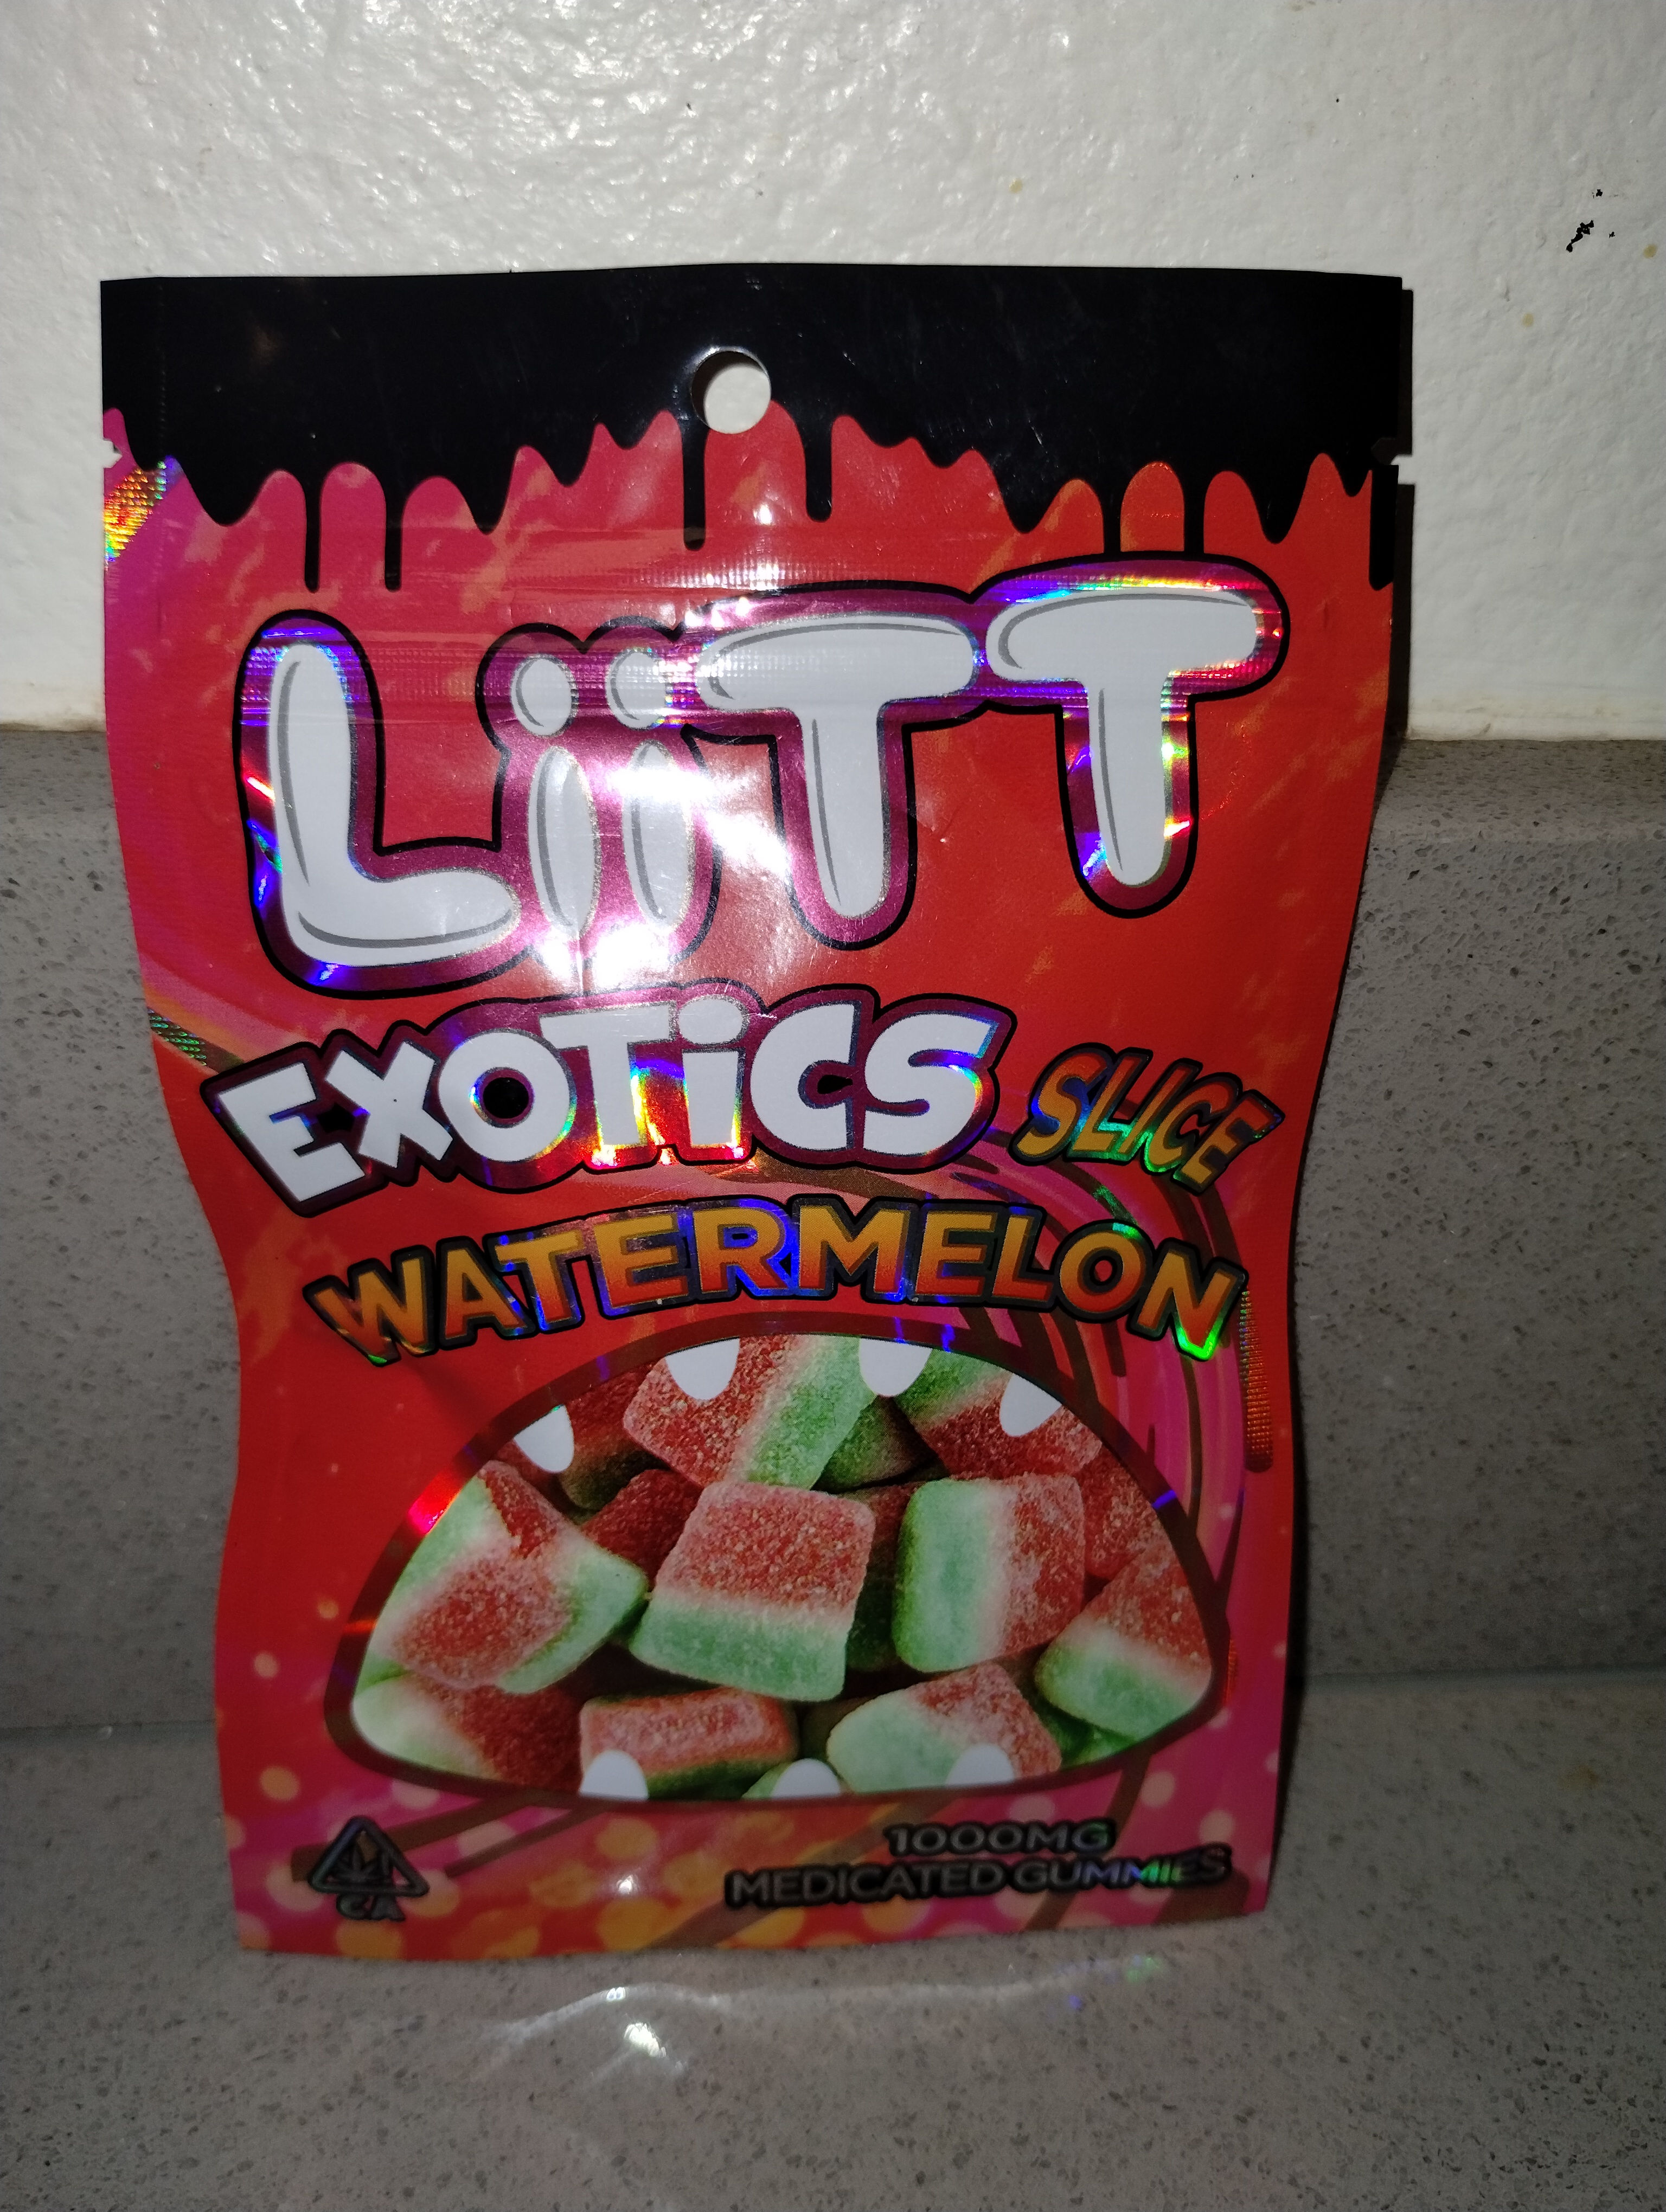 LiiTT
EXOTiCS SLICE
WATERMELON
1000MG
MEDICATED GUMMIES
CA